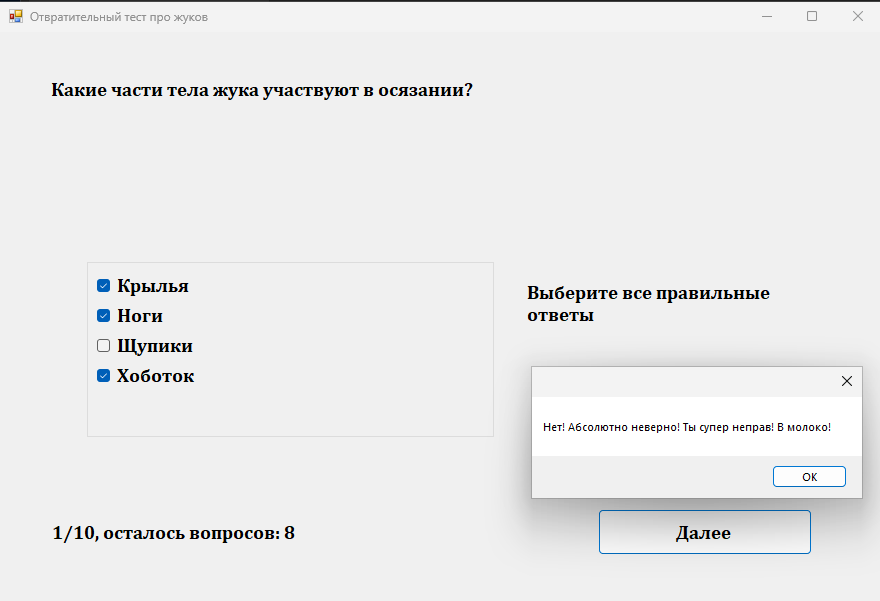 Отвратительный тест про жуков
Какие части тела жука участвуют в осязании?
Крылья
Ноги
Щупики
Хоботок
Выберите все правильные
ответы
Нет! Абсолютно неверно! Ты супер неправ! В молоко!
ОК
1/10, осталось вопросов: 8
Далее